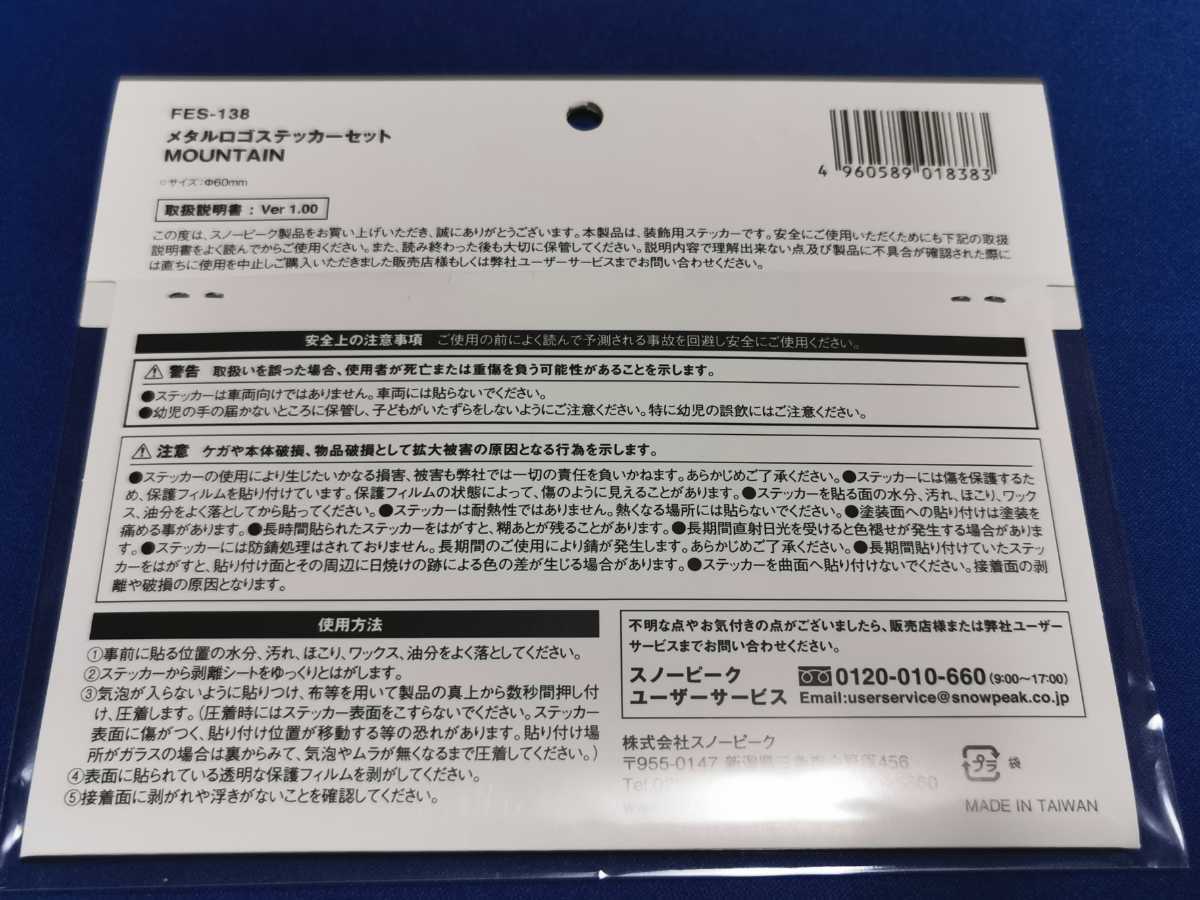 FES-138
メタルロゴステッカーセット
MOUNTAIN
○サイズ：Φ60mm
取扱説明書：Ver 1.00
4 960589 018383
この度は、スノーピーク製品をお買い上げいただき、誠にありがとうございます。本製品は、装飾用ステッカーです。安全にご使用いただくためにも下記の取扱
説明書をよく読んでからご使用ください。また、読み終わった後も大切に保管してください。説明内容で理解出来ない点及び製品に不具合が確認された際に
は直ちに使用を中止しご購入いただきました販売店様もしくは弊社ユーザーサービスまでお問い合わせください。
安全上の注意事項 ご使用の前によく読んで予測される事故を回避し安全にご使用ください。
⚠警告 取扱いを誤った場合、使用者が死亡または重傷を負う可能性があることを示します。
●ステッカーは車両向けではありません。車両には貼らないでください。
●幼児の手の届かないところに保管し、子どもがいたずらをしないようにご注意ください。特に幼児の誤飲にはご注意ください。
⚠注意 ケガや本体破損、物品破損として拡大被害の原因となる行為を示します。
●ステッカーの使用により生じたいかなる損害、被害も弊社では一切の責任を負いかねます。あらかじめご了承ください。●ステッカーには傷を保護するた
め、保護フィルムを貼り付けています。保護フィルムの状態によって、傷のように見えることがあります。●ステッカーを貼る面の水分、汚れ、ほこり、ワック
ス、油分をよく落としてから貼ってください。●ステッカーは耐熱性ではありません。熱くなる場所には貼らないでください。●塗装面への貼り付けは塗装を
痛める事があります。●長時間貼られたステッカーをはがすと、糊あとが残ることがあります。●長期間直射日光を受けると色褪せが発生する場合がありま
す。●ステッカーには防錆処理はされておりません。長期間のご使用により錆が発生します。あらかじめご了承ください。●長期間貼り付けていたステッ
カーをはがすと、貼り付け面とその周辺に日焼けの跡による色の差が生じる場合があります。●ステッカーを曲面へ貼り付けないでください。接着面の剥
離や破損の原因となります。
使用方法
①事前に貼る位置の水分、汚れ、ほこり、ワックス、油分をよく落としてください。
②ステッカーから剥離シートをゆっくりとはがします。
③気泡が入らないように貼りつけ、布等を用いて製品の真上から数秒間押し付
け、圧着します。（圧着時にはステッカー表面をこすらないでください。ステッカー
表面に傷がつく、貼り付け位置が移動する等の恐れがあります。貼り付け場
所がガラスの場合は裏からみて、気泡やムラが無くなるまで圧着してください。）
④表面に貼られている透明な保護フィルムを剥がしてください。
⑤接着面に剥がれや浮きがないことを確認してください。
不明な点やお気付きの点がございましたら、販売店様または弊社ユーザー
サービスまでお問い合わせください。
スノーピーク
ユーザーサービス
0120-010-660 (9:00〜17:00)
Email:userservice@snowpeak.co.jp
株式会社スノーピーク
〒955-0147 新潟県三条市中野原456
Tel.
www.
プラ 袋
MADE IN TAIWAN